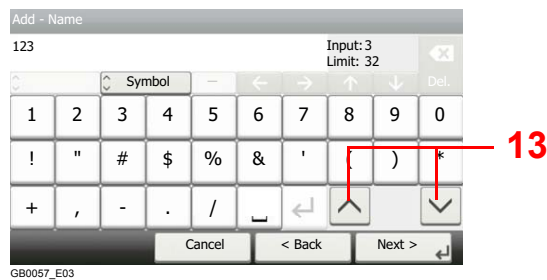 Add - Name
123
Input: 3
Limit: 32
Symbol
Del.
1 2 3 4 5 6 7 8 9 0
! " # $ % & ' ( ) *
+ , - . /
13
Cancel < Back Next >
GB0057_E03